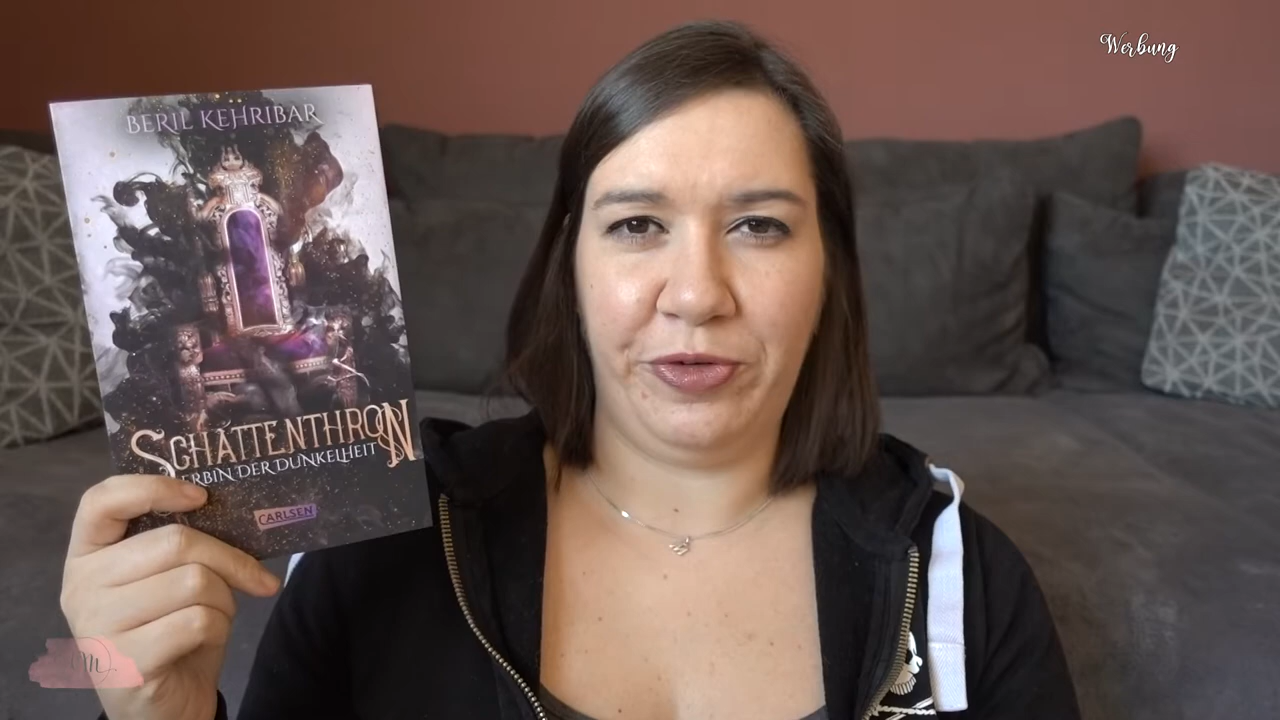 Werbung
BERIL KEHRIBAR
SCHATTENTHRON
ERBIN DER DUNKELHEIT
CARLSEN
M